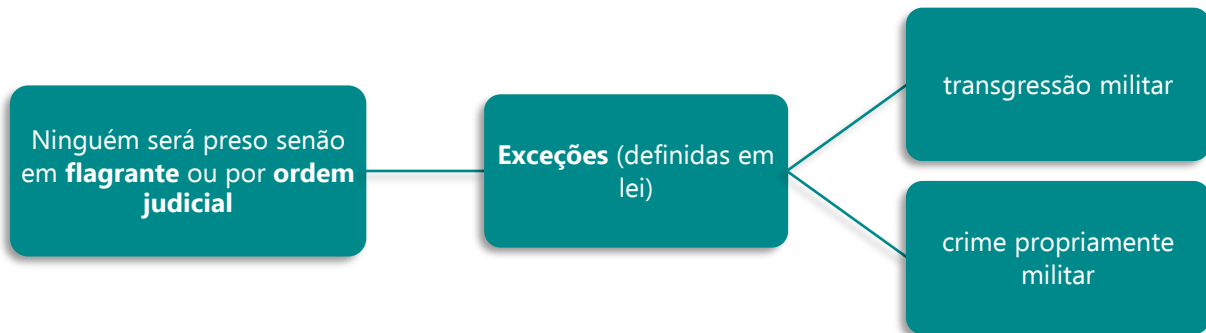 Ninguém será preso senão
em flagrante ou por ordem
judicial
Exceções (definidas em
lei)
transgressão militar
crime propriamente
militar